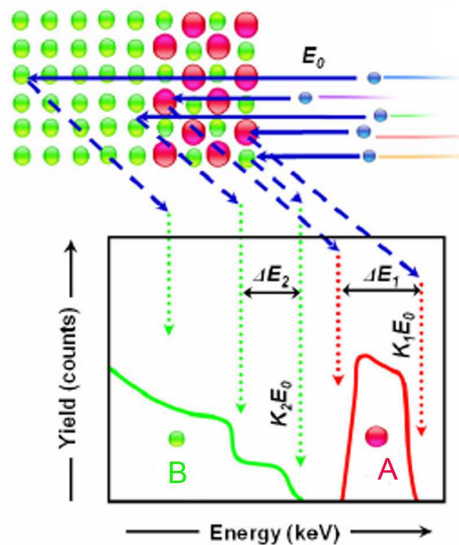 E₀
ΔE₂
ΔE₁
K₂E₀
K₁E₀
Yield (counts)
B
A
Energy (keV)